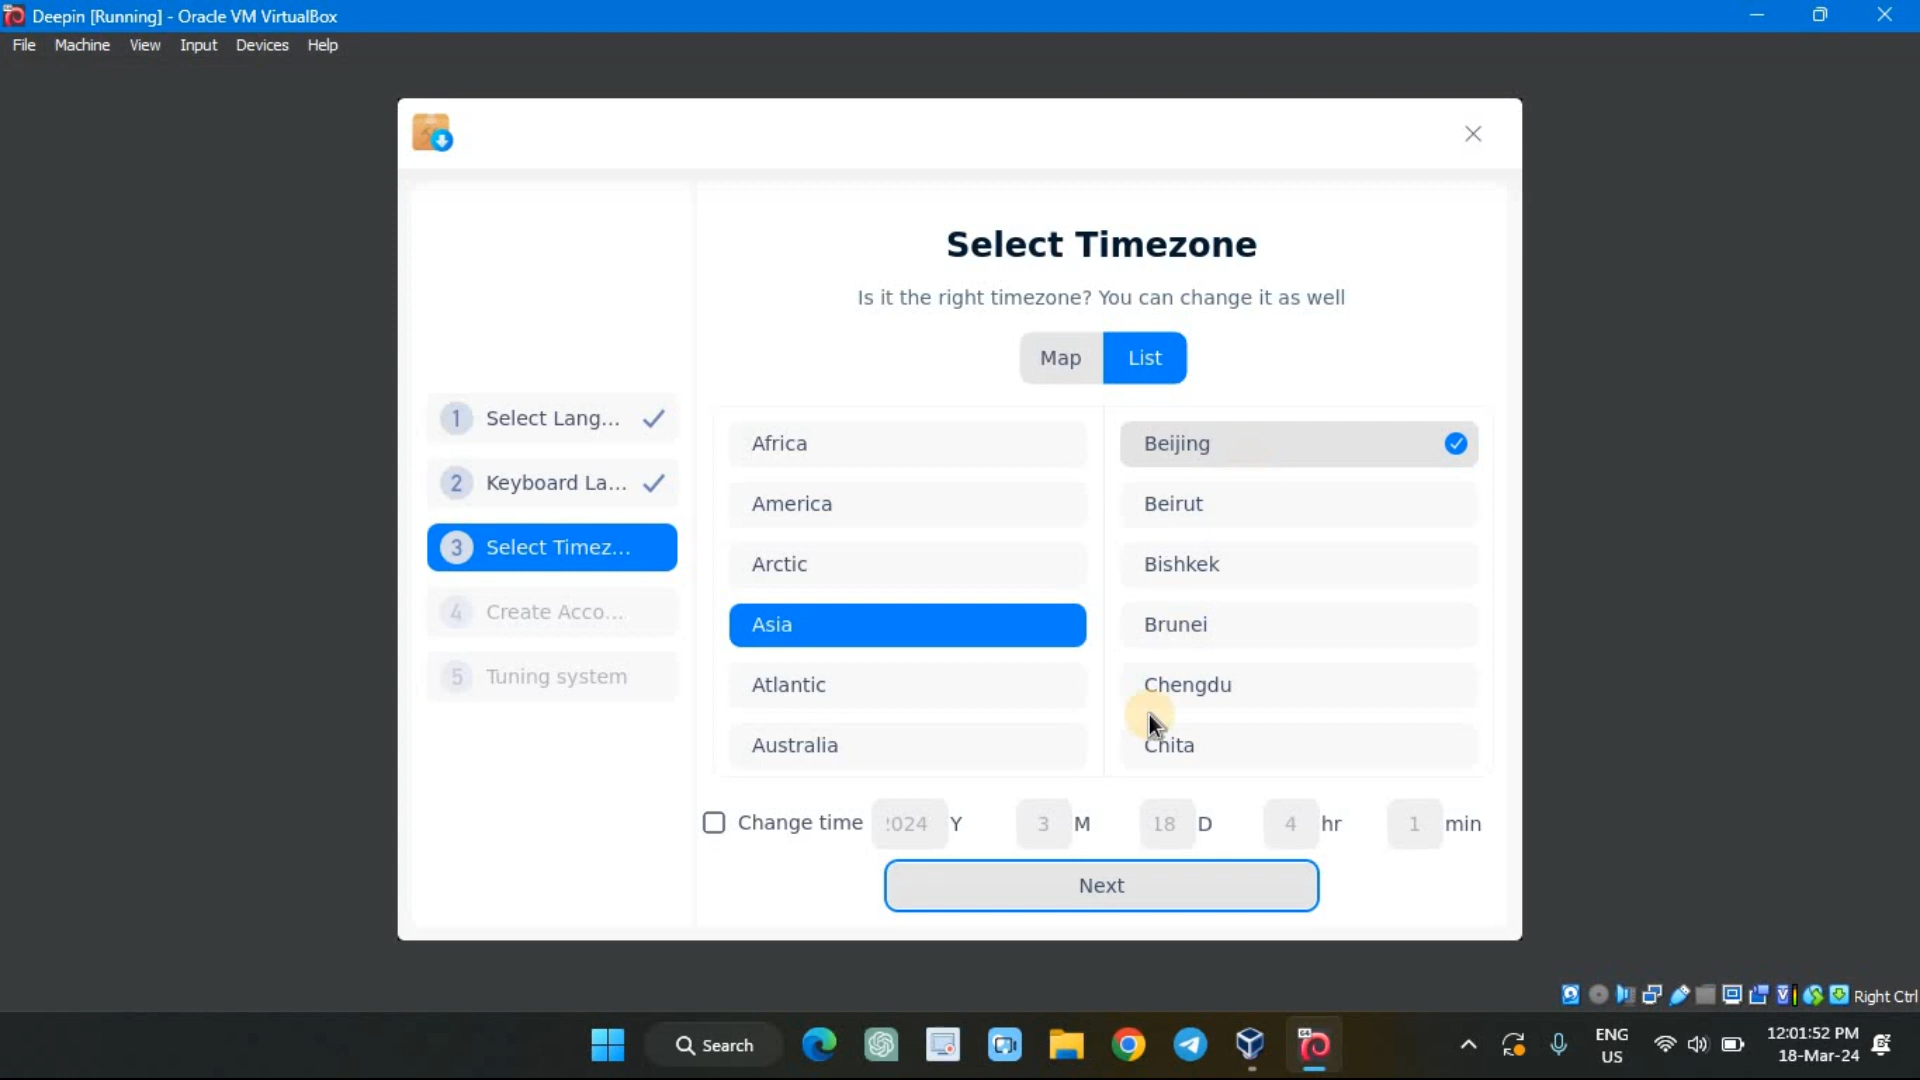 Deepin [Running] - Oracle VM VirtualBox
File Machine View Input Devices Help
Select Timezone
Is it the right timezone? You can change it as well
Map List
1 Select Lang...
2 Keyboard La...
3 Select Timez...
4 Create Acco...
5 Tuning system
Africa
America
Arctic
Asia
Atlantic
Australia
Beijing
Beirut
Bishkek
Brunei
Chengdu
Chita
Change time 2024 Y 3 M 18 D 4 hr 1 min
Next
Right Ctrl
Search
ENG
US
12:01:52 PM
18-Mar-24